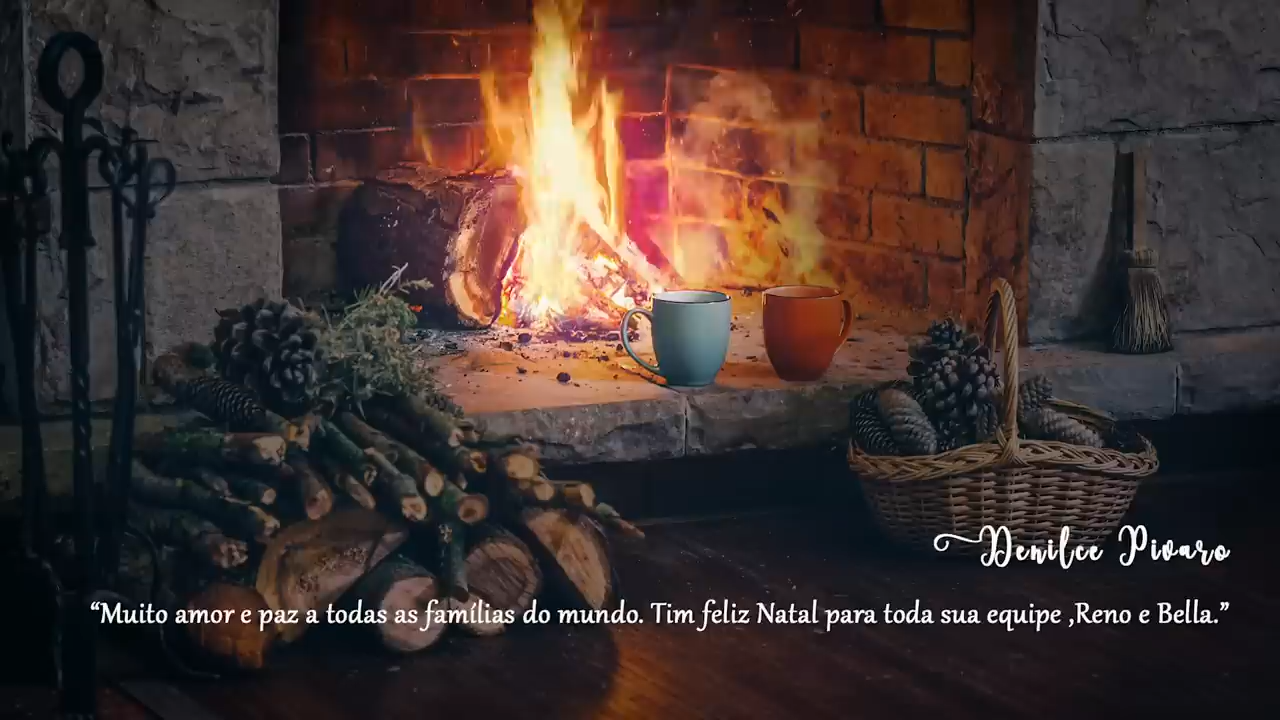 Denilce Pivaro
“Muito amor e paz a todas as famílias do mundo. Tim feliz Natal para toda sua equipe ,Reno e Bella.”